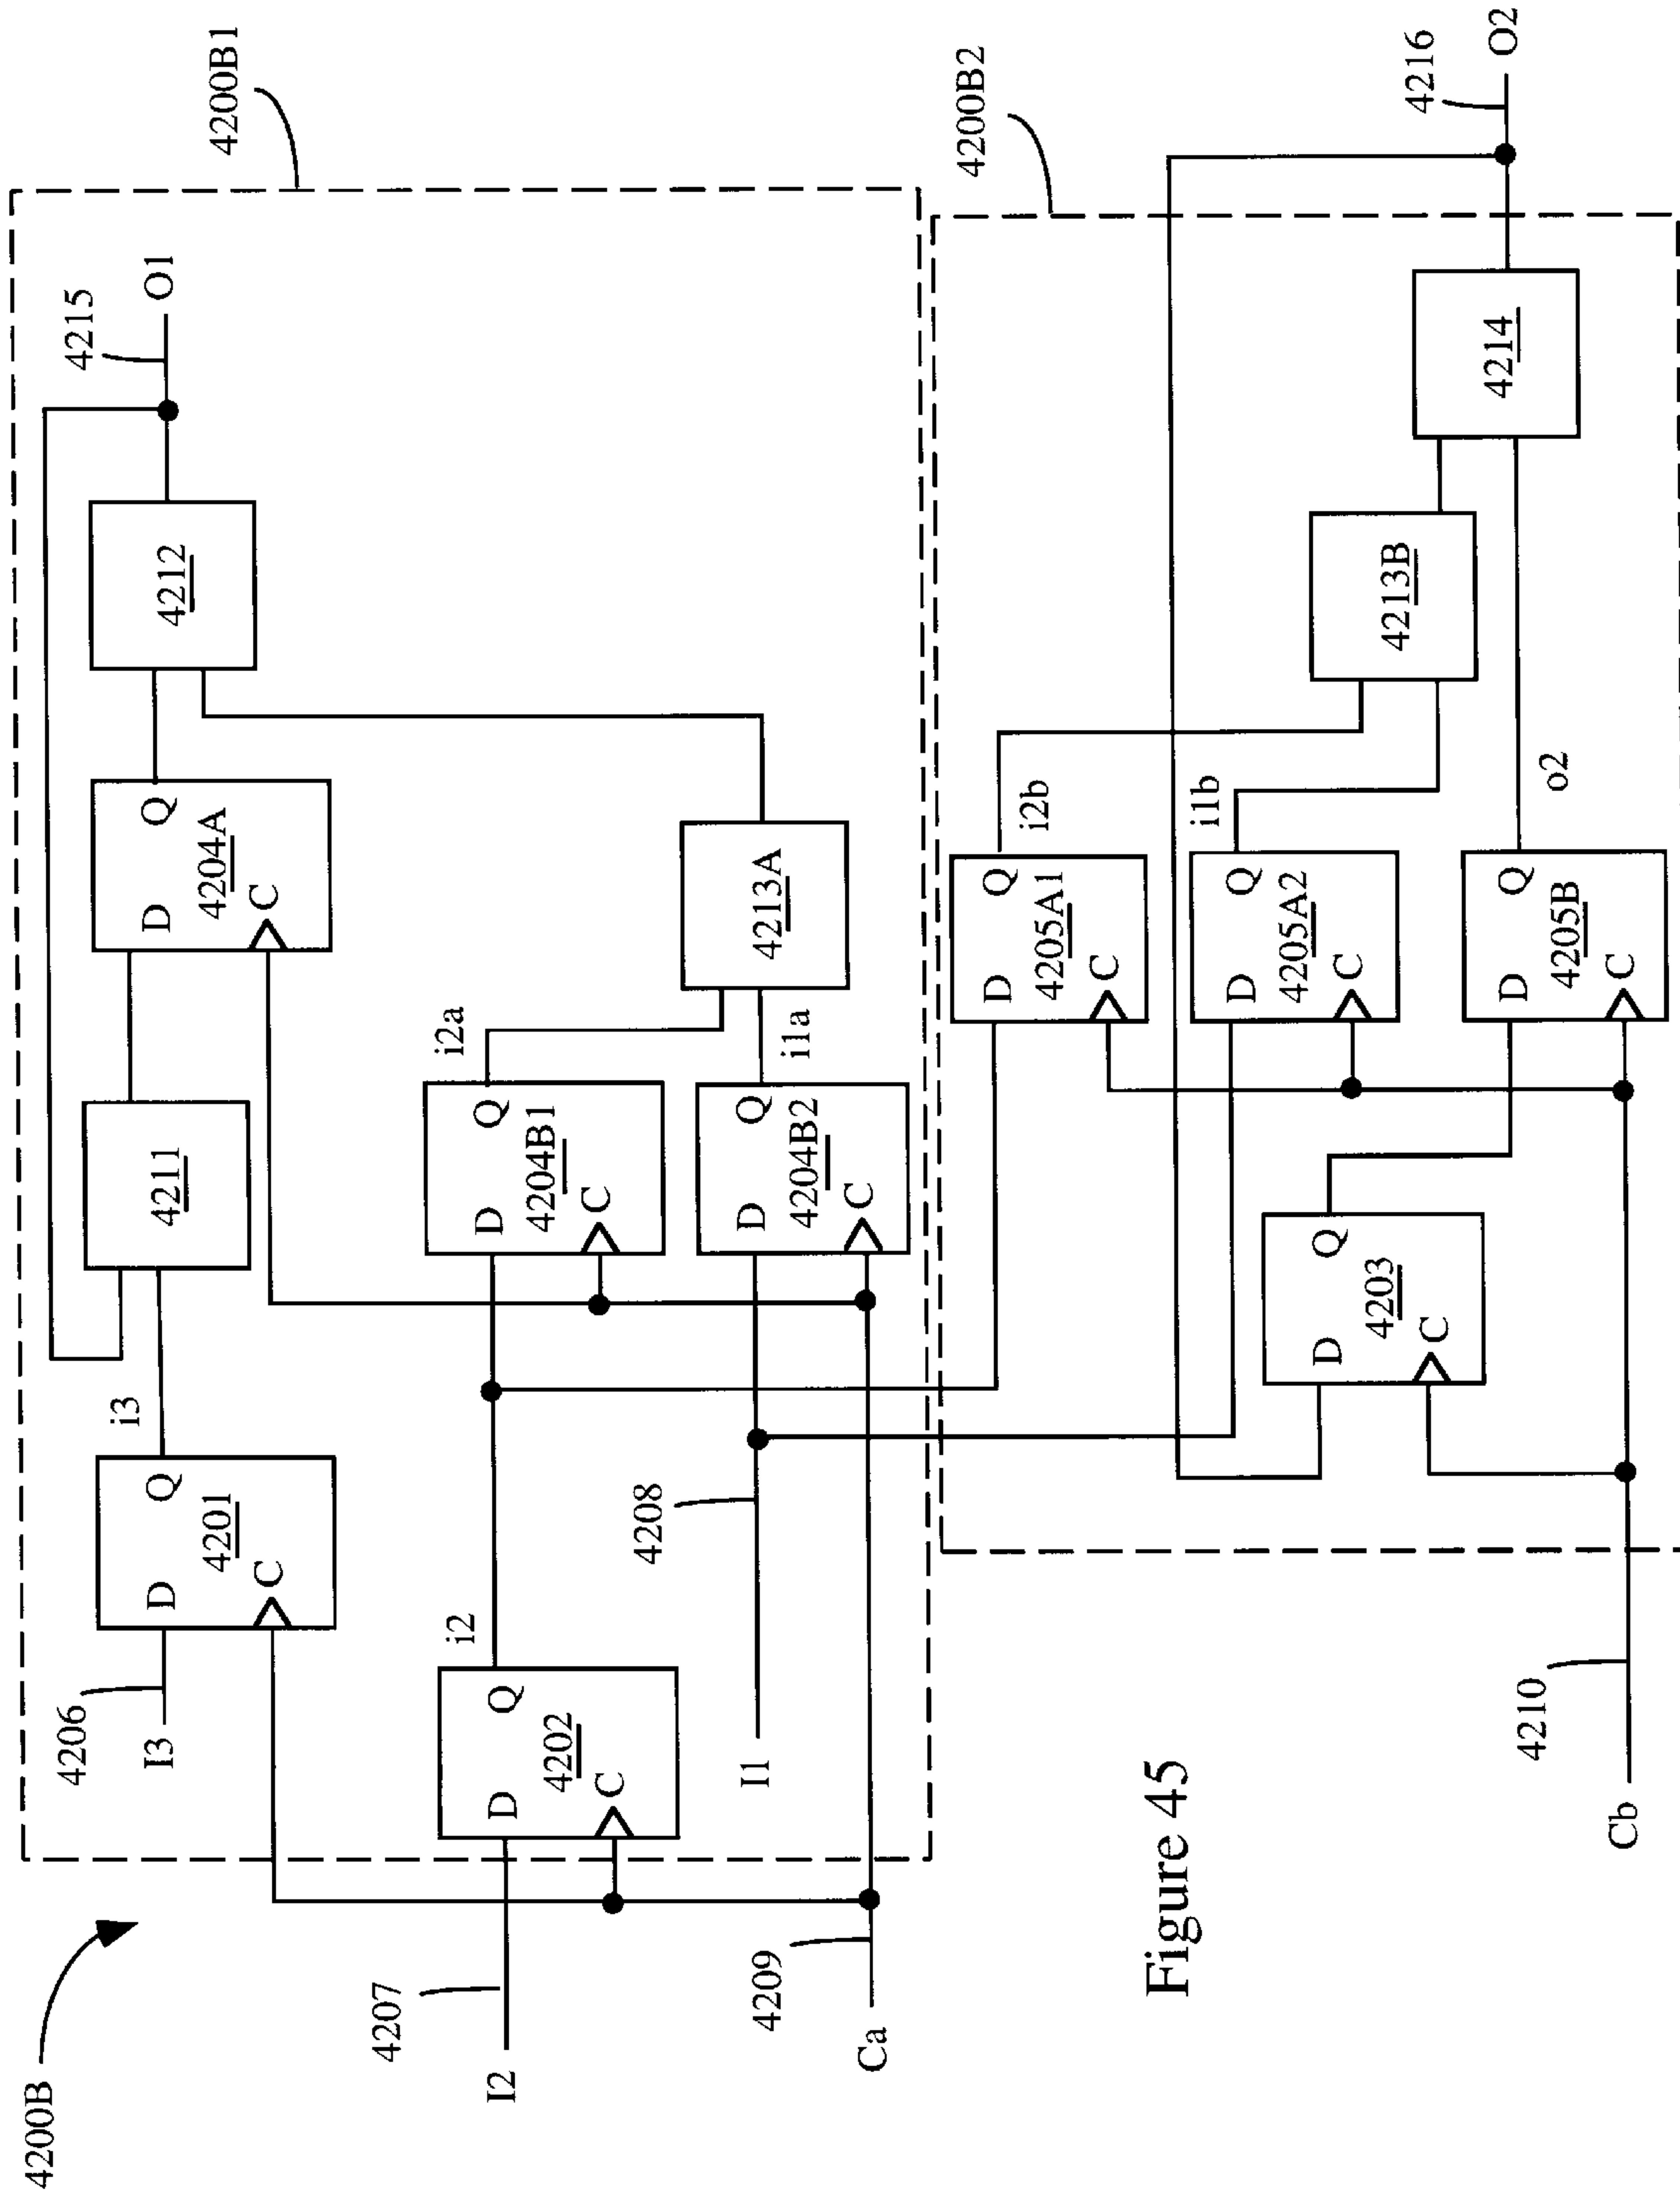 4200B
4200B1
4200B2
4206
I3
D
Q
4201
C
i3
4211
D
Q
4204A
C
4212
4215
O1
4207
I2
D
Q
4202
C
i2
D
Q
4204B1
C
i2a
4208
I1
D
Q
4204B2
C
i1a
4213A
4209
Ca
D
Q
4205A1
C
i2b
D
Q
4205A2
C
i1b
4213B
D
Q
4203
C
D
Q
4205B
C
o2
4214
4216
O2
4210
Cb
Figure 45